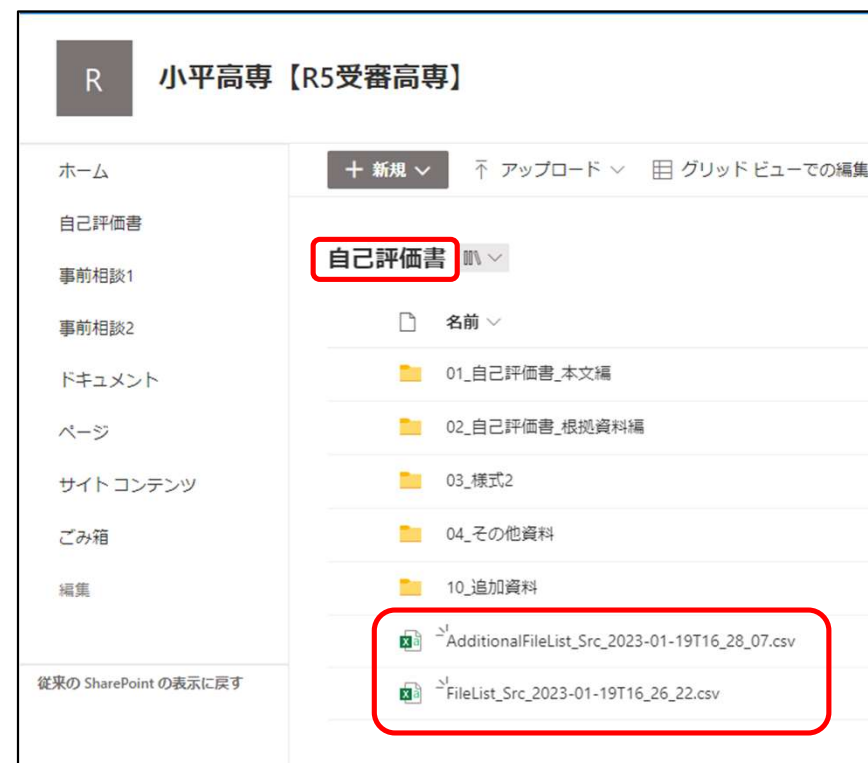 R 小平高専【R5受審高専】
ホーム
自己評価書
事前相談1
事前相談2
ドキュメント
ページ
サイト コンテンツ
ごみ箱
編集
従来の SharePoint の表示に戻す
新規 アップロード グリッド ビューでの編集
自己評価書
名前
01_自己評価書_本文編
02_自己評価書_根拠資料編
03_様式2
04_その他資料
10_追加資料
AdditionalFileList_Src_2023-01-19T16_28_07.csv
FileList_Src_2023-01-19T16_26_22.csv